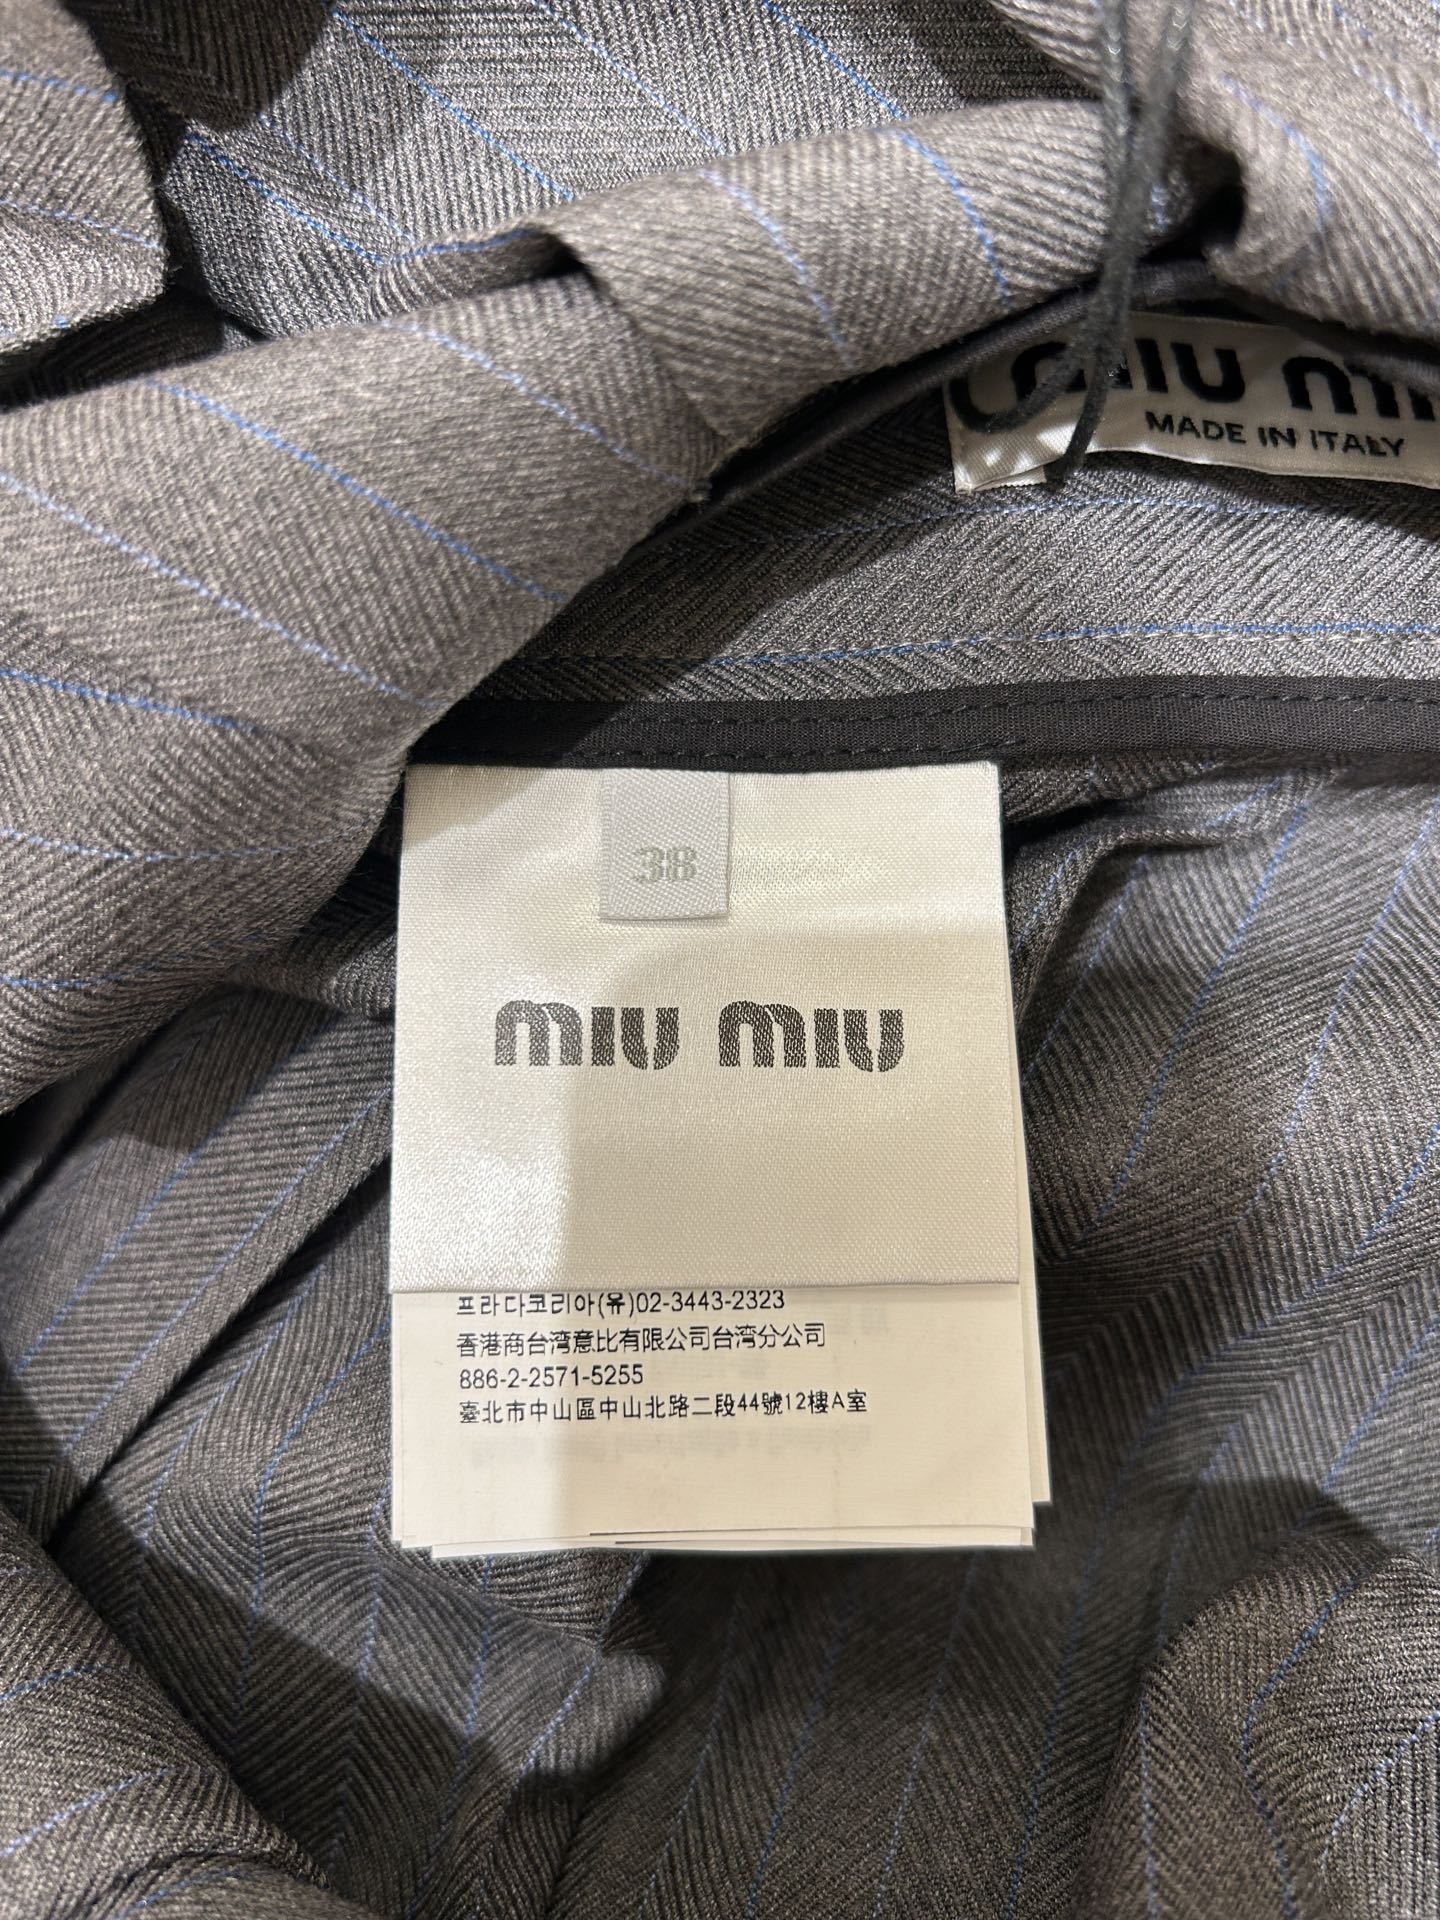 MIU MI
MADE IN ITALY
38
MIU MIU
프라다코리아(유)02-3443-2323
香港商台湾意比有限公司台湾分公司
886-2-2571-5255
臺北市中山區中山北路二段44號12樓A室